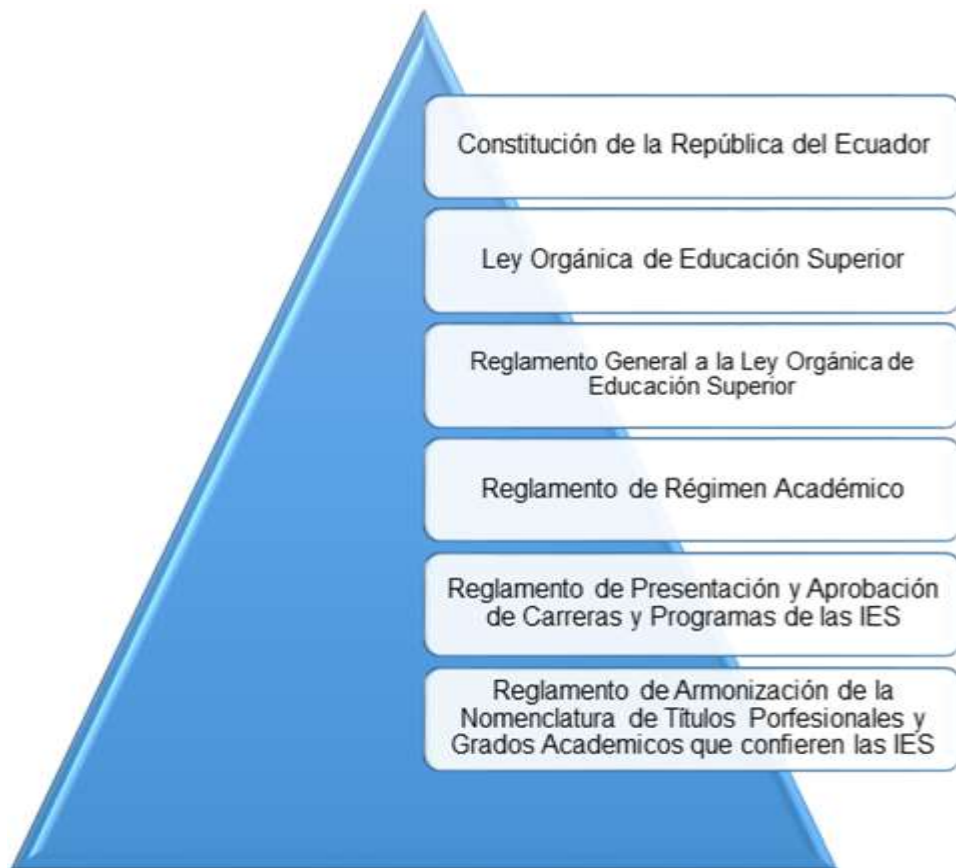 Constitución de la República del Ecuador
Ley Orgánica de Educación Superior
Reglamento General a la Ley Orgánica de
Educación Superior
Reglamento de Régimen Académico
Reglamento de Presentación y Aprobación
de Carreras y Programas de las IES
Reglamento de Armonización de la
Nomenclatura de Títulos Porfesionales y
Grados Academicos que confieren las IES